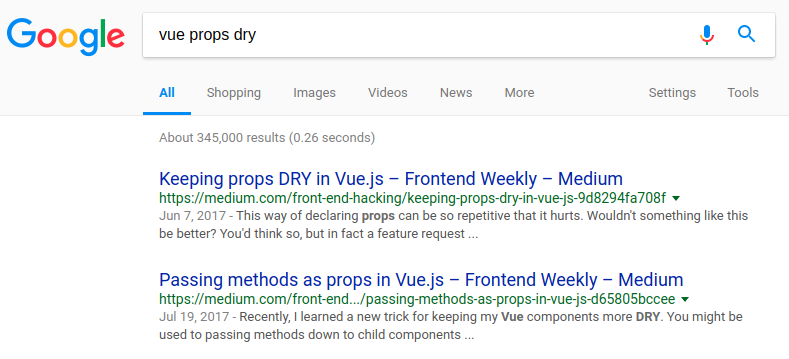 Google
vue props dry
All Shopping Images Videos News More Settings Tools
About 345,000 results (0.26 seconds)
Keeping props DRY in Vue.js – Frontend Weekly – Medium
https://medium.com/front-end-hacking/keeping-props-dry-in-vue-js-9d8294fa708f
Jun 7, 2017 - This way of declaring props can be so repetitive that it hurts. Wouldn't something like this
be better? You'd think so, but in fact a feature request ...
Passing methods as props in Vue.js – Frontend Weekly – Medium
https://medium.com/front-end.../passing-methods-as-props-in-vue-js-d65805bccee
Jul 19, 2017 - Recently, I learned a new trick for keeping my Vue components more DRY. You might be
used to passing methods down to child components ...